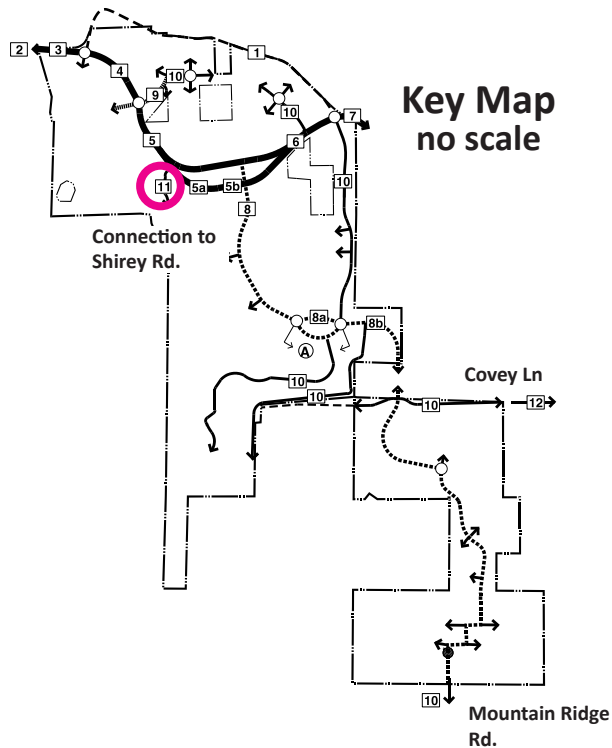 2
3
1
4
10
9
10
7
Key Map
no scale
5
6
11
5a
5b
10
8
Connection to
Shirey Rd.
8a
8b
A
Covey Ln
10
10
10
12
10
Mountain Ridge
Rd.